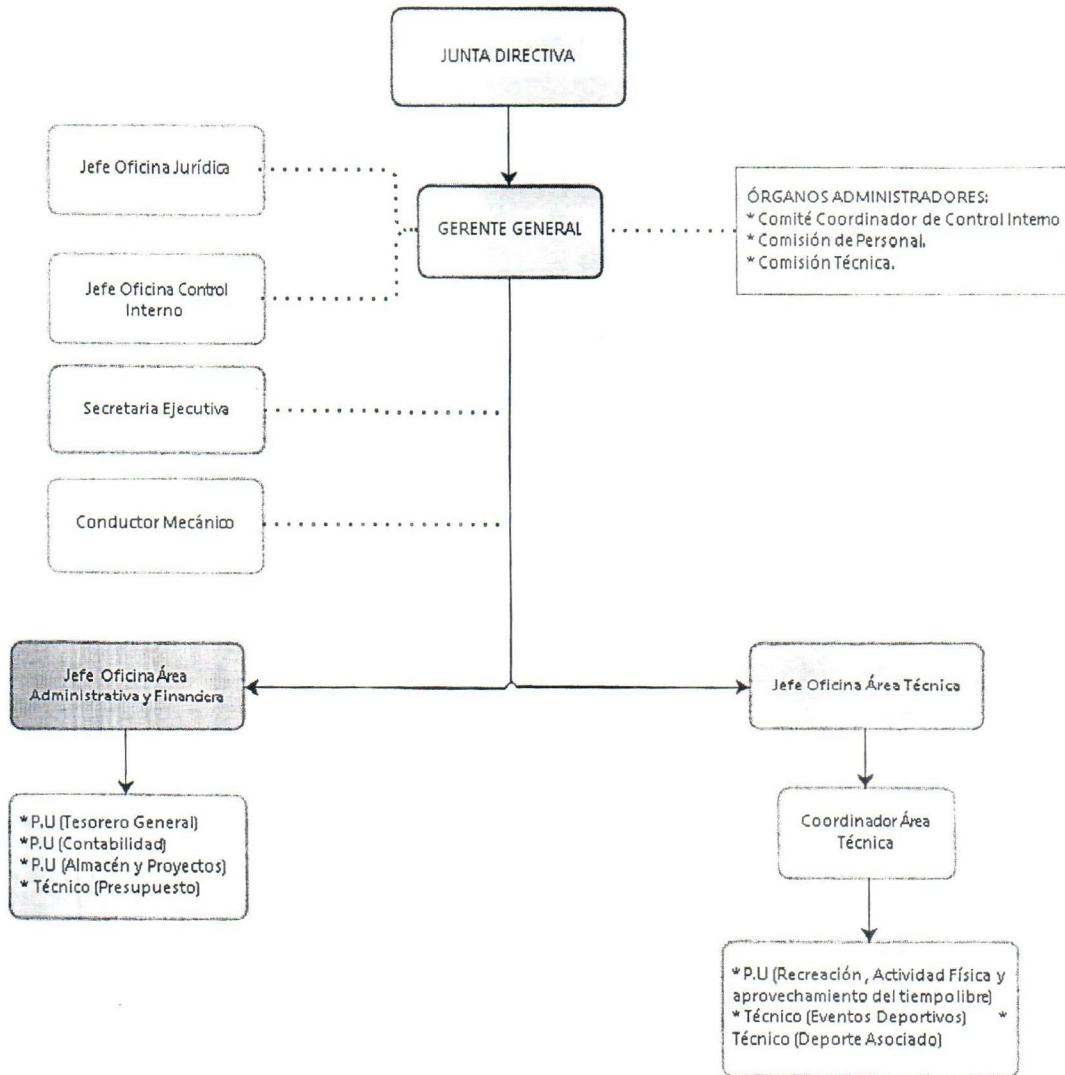 JUNTA DIRECTIVA
Jefe Oficina Jurídica
GERENTE GENERAL
ÓRGANOS ADMINISTRADORES:
* Comité Coordinador de Control Interno
* Comisión de Personal.
* Comisión Técnica.
Jefe Oficina Control
Interno
Secretaria Ejecutiva
Conductor Mecánico
Jefe Oficina Área
Administrativa y Financiera
Jefe Oficina Área Técnica
* P.U (Tesorero General)
* P.U (Contabilidad)
* P.U (Almacén y Proyectos)
* Técnico (Presupuesto)
Coordinador Área
Técnica
* P.U (Recreación , Actividad Física y
aprovechamiento del tiempo libre)
* Técnico (Eventos Deportivos) *
Técnico (Deporte Asociado)